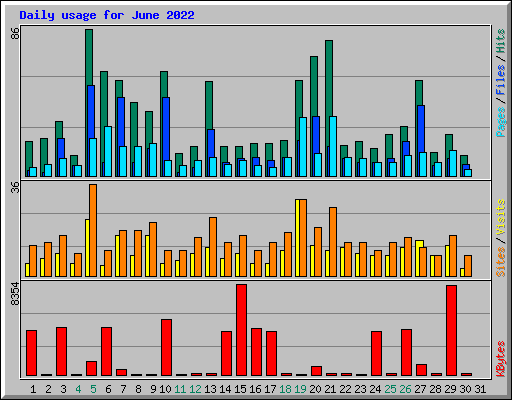 Daily usage for June 2022
86
Pages / Files / Hits
36
Sites / Visits
8354
KBytes
1 2 3 4 5 6 7 8 9 10 11 12 13 14 15 16 17 18 19 20 21 22 23 24 25 26 27 28 29 30 31